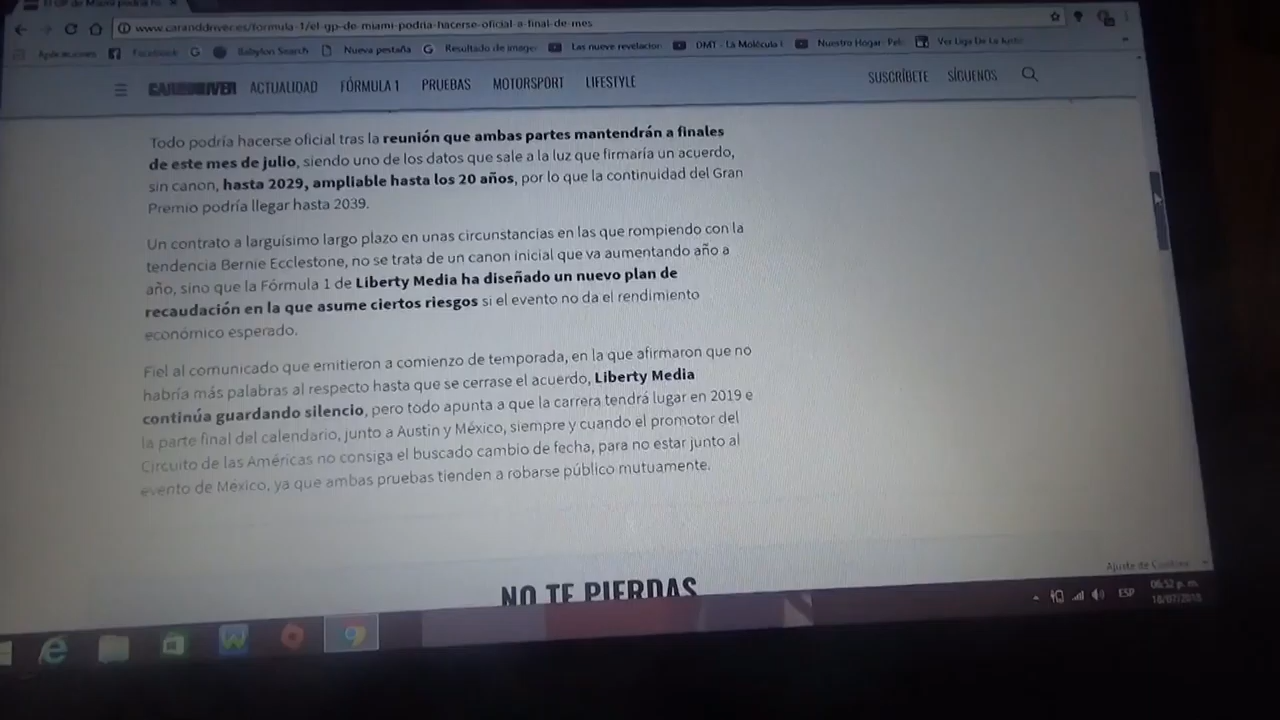 www.caranddriver.es/formula-1/el-gp-de-miami-podria-hacerse-oficial-a-final-de-mes
Aplicaciones Facebook Babylon Search Nueva pestaña Resultado de image Las nueve revelacion DMT - La Molécula Nuestro Hogar- Pel Ver Liga De La Justic
CAR AND DRIVER ACTUALIDAD FÓRMULA 1 PRUEBAS MOTORSPORT LIFESTYLE SUSCRÍBETE SÍGUENOS
Todo podría hacerse oficial tras la reunión que ambas partes mantendrán a finales
de este mes de julio, siendo uno de los datos que sale a la luz que firmaría un acuerdo,
sin canon, hasta 2029, ampliable hasta los 20 años, por lo que la continuidad del Gran
Premio podría llegar hasta 2039.
Un contrato a larguísimo largo plazo en unas circunstancias en las que rompiendo con la
tendencia Bernie Ecclestone, no se trata de un canon inicial que va aumentando año a
año, sino que la Fórmula 1 de Liberty Media ha diseñado un nuevo plan de
recaudación en la que asume ciertos riesgos si el evento no da el rendimiento
económico esperado.
Fiel al comunicado que emitieron a comienzo de temporada, en la que afirmaron que no
habría más palabras al respecto hasta que se cerrase el acuerdo, Liberty Media
continúa guardando silencio, pero todo apunta a que la carrera tendrá lugar en 2019 e
la parte final del calendario, junto a Austin y México, siempre y cuando el promotor del
Circuito de las Américas no consiga el buscado cambio de fecha, para no estar junto al
evento de México, ya que ambas pruebas tienden a robarse público mutuamente.
NO TE PIERDAS
Ajuste de
ESP
06:52 p. m.
18/07/2018